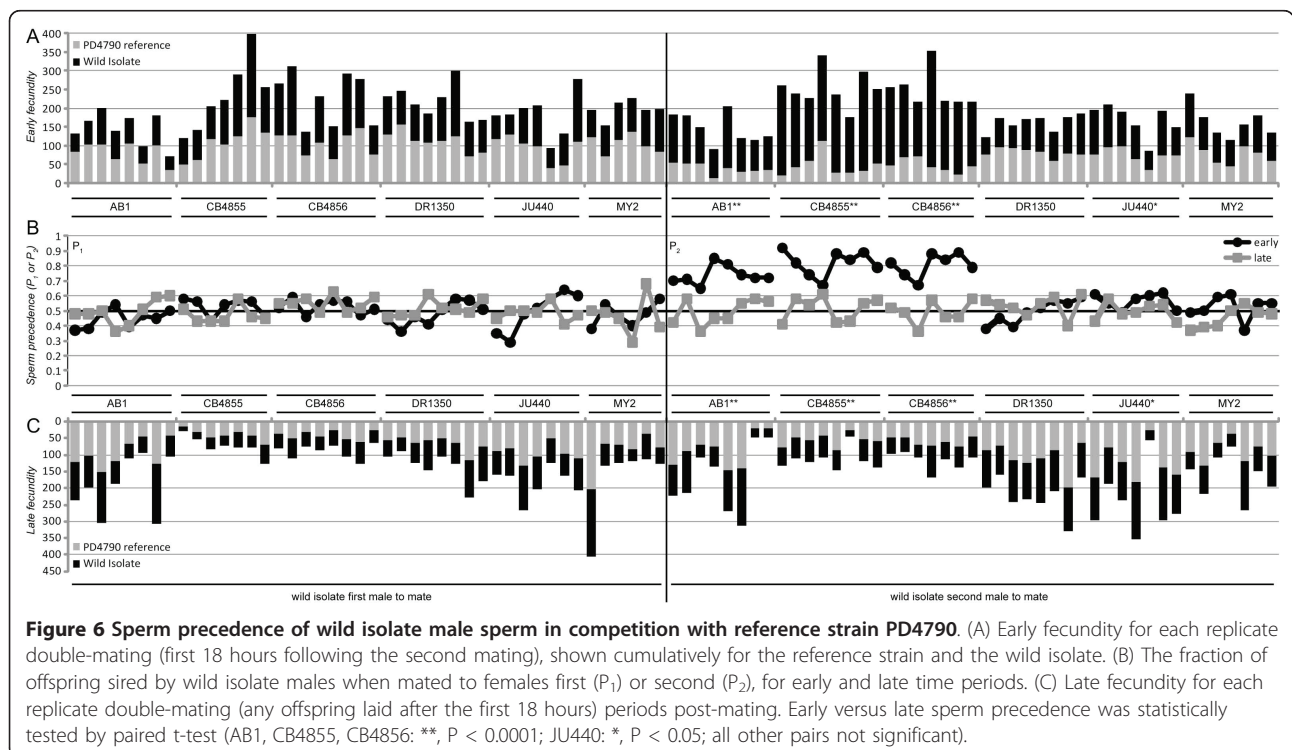 A
Early fecundity
400
350
300
250
200
150
100
50
0
PD4790 reference
Wild Isolate
AB1 CB4855 CB4856 DR1350 JU440 MY2 AB1** CB4855** CB4856** DR1350 JU440* MY2
B
Sperm precedence (P1 or P2)
1
0.9
0.8
0.7
0.6
0.5
0.4
0.3
0.2
0.1
0
P1
P2
early
late
AB1 CB4855 CB4856 DR1350 JU440 MY2 AB1** CB4855** CB4856** DR1350 JU440* MY2
C
Late fecundity
0
50
100
150
200
250
300
350
400
450
PD4790 reference
Wild Isolate
wild isolate first male to mate wild isolate second male to mate
Figure 6 Sperm precedence of wild isolate male sperm in competition with reference strain PD4790. (A) Early fecundity for each replicate
double-mating (first 18 hours following the second mating), shown cumulatively for the reference strain and the wild isolate. (B) The fraction of
offspring sired by wild isolate males when mated to females first (P1) or second (P2), for early and late time periods. (C) Late fecundity for each
replicate double-mating (any offspring laid after the first 18 hours) periods post-mating. Early versus late sperm precedence was statistically
tested by paired t-test (AB1, CB4855, CB4856: **, P < 0.0001; JU440: *, P < 0.05; all other pairs not significant).